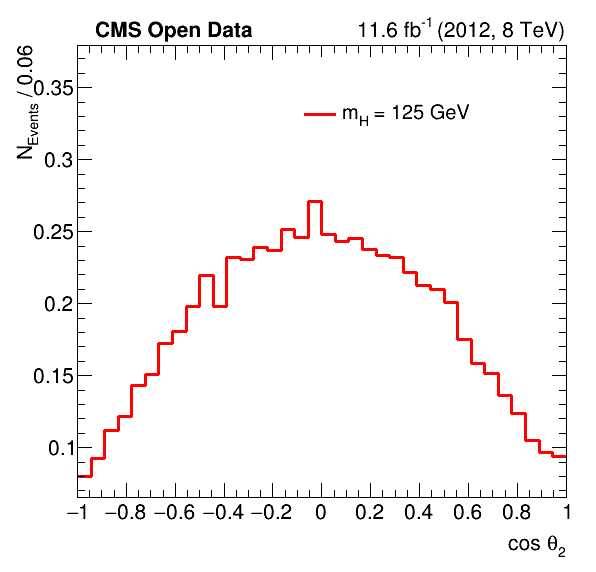 CMS Open Data 11.6 fb⁻¹ (2012, 8 TeV)
N_Events / 0.06
m_H = 125 GeV
0.35
0.3
0.25
0.2
0.15
0.1
−1 −0.8 −0.6 −0.4 −0.2 0 0.2 0.4 0.6 0.8 1
cos θ₂